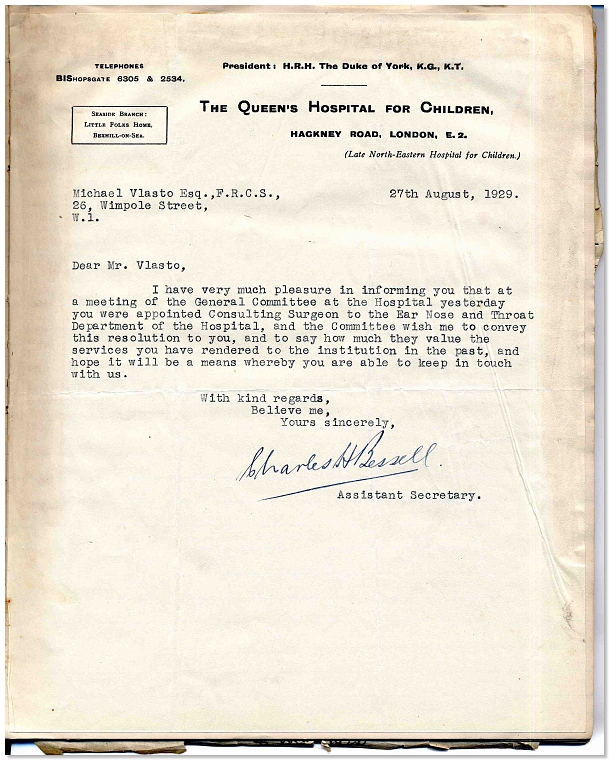 TELEPHONES
BISHOPSGATE 6305 & 2534.
President: H.R.H. The Duke of York, K.G., K.T.
THE QUEEN'S HOSPITAL FOR CHILDREN,
HACKNEY ROAD, LONDON, E.2.
(Late North-Eastern Hospital for Children.)
SEASIDE BRANCH:
LITTLE FOLKS HOME,
BEXHILL-ON-SEA.
Michael Vlasto Esq.,F.R.C.S.,
27th August, 1929.
26, Wimpole Street,
W.1.
Dear Mr. Vlasto,
I have very much pleasure in informing you that at
a meeting of the General Committee at the Hospital yesterday
you were appointed Consulting Surgeon to the Ear Nose and Throat
Department of the Hospital, and the Committee wish me to convey
this resolution to you, and to say how much they value the
services you have rendered to the institution in the past, and
hope it will be a means whereby you are able to keep in touch
with us.
With kind regards,
Believe me,
Yours sincerely,
Charles H Bessell.
Assistant Secretary.